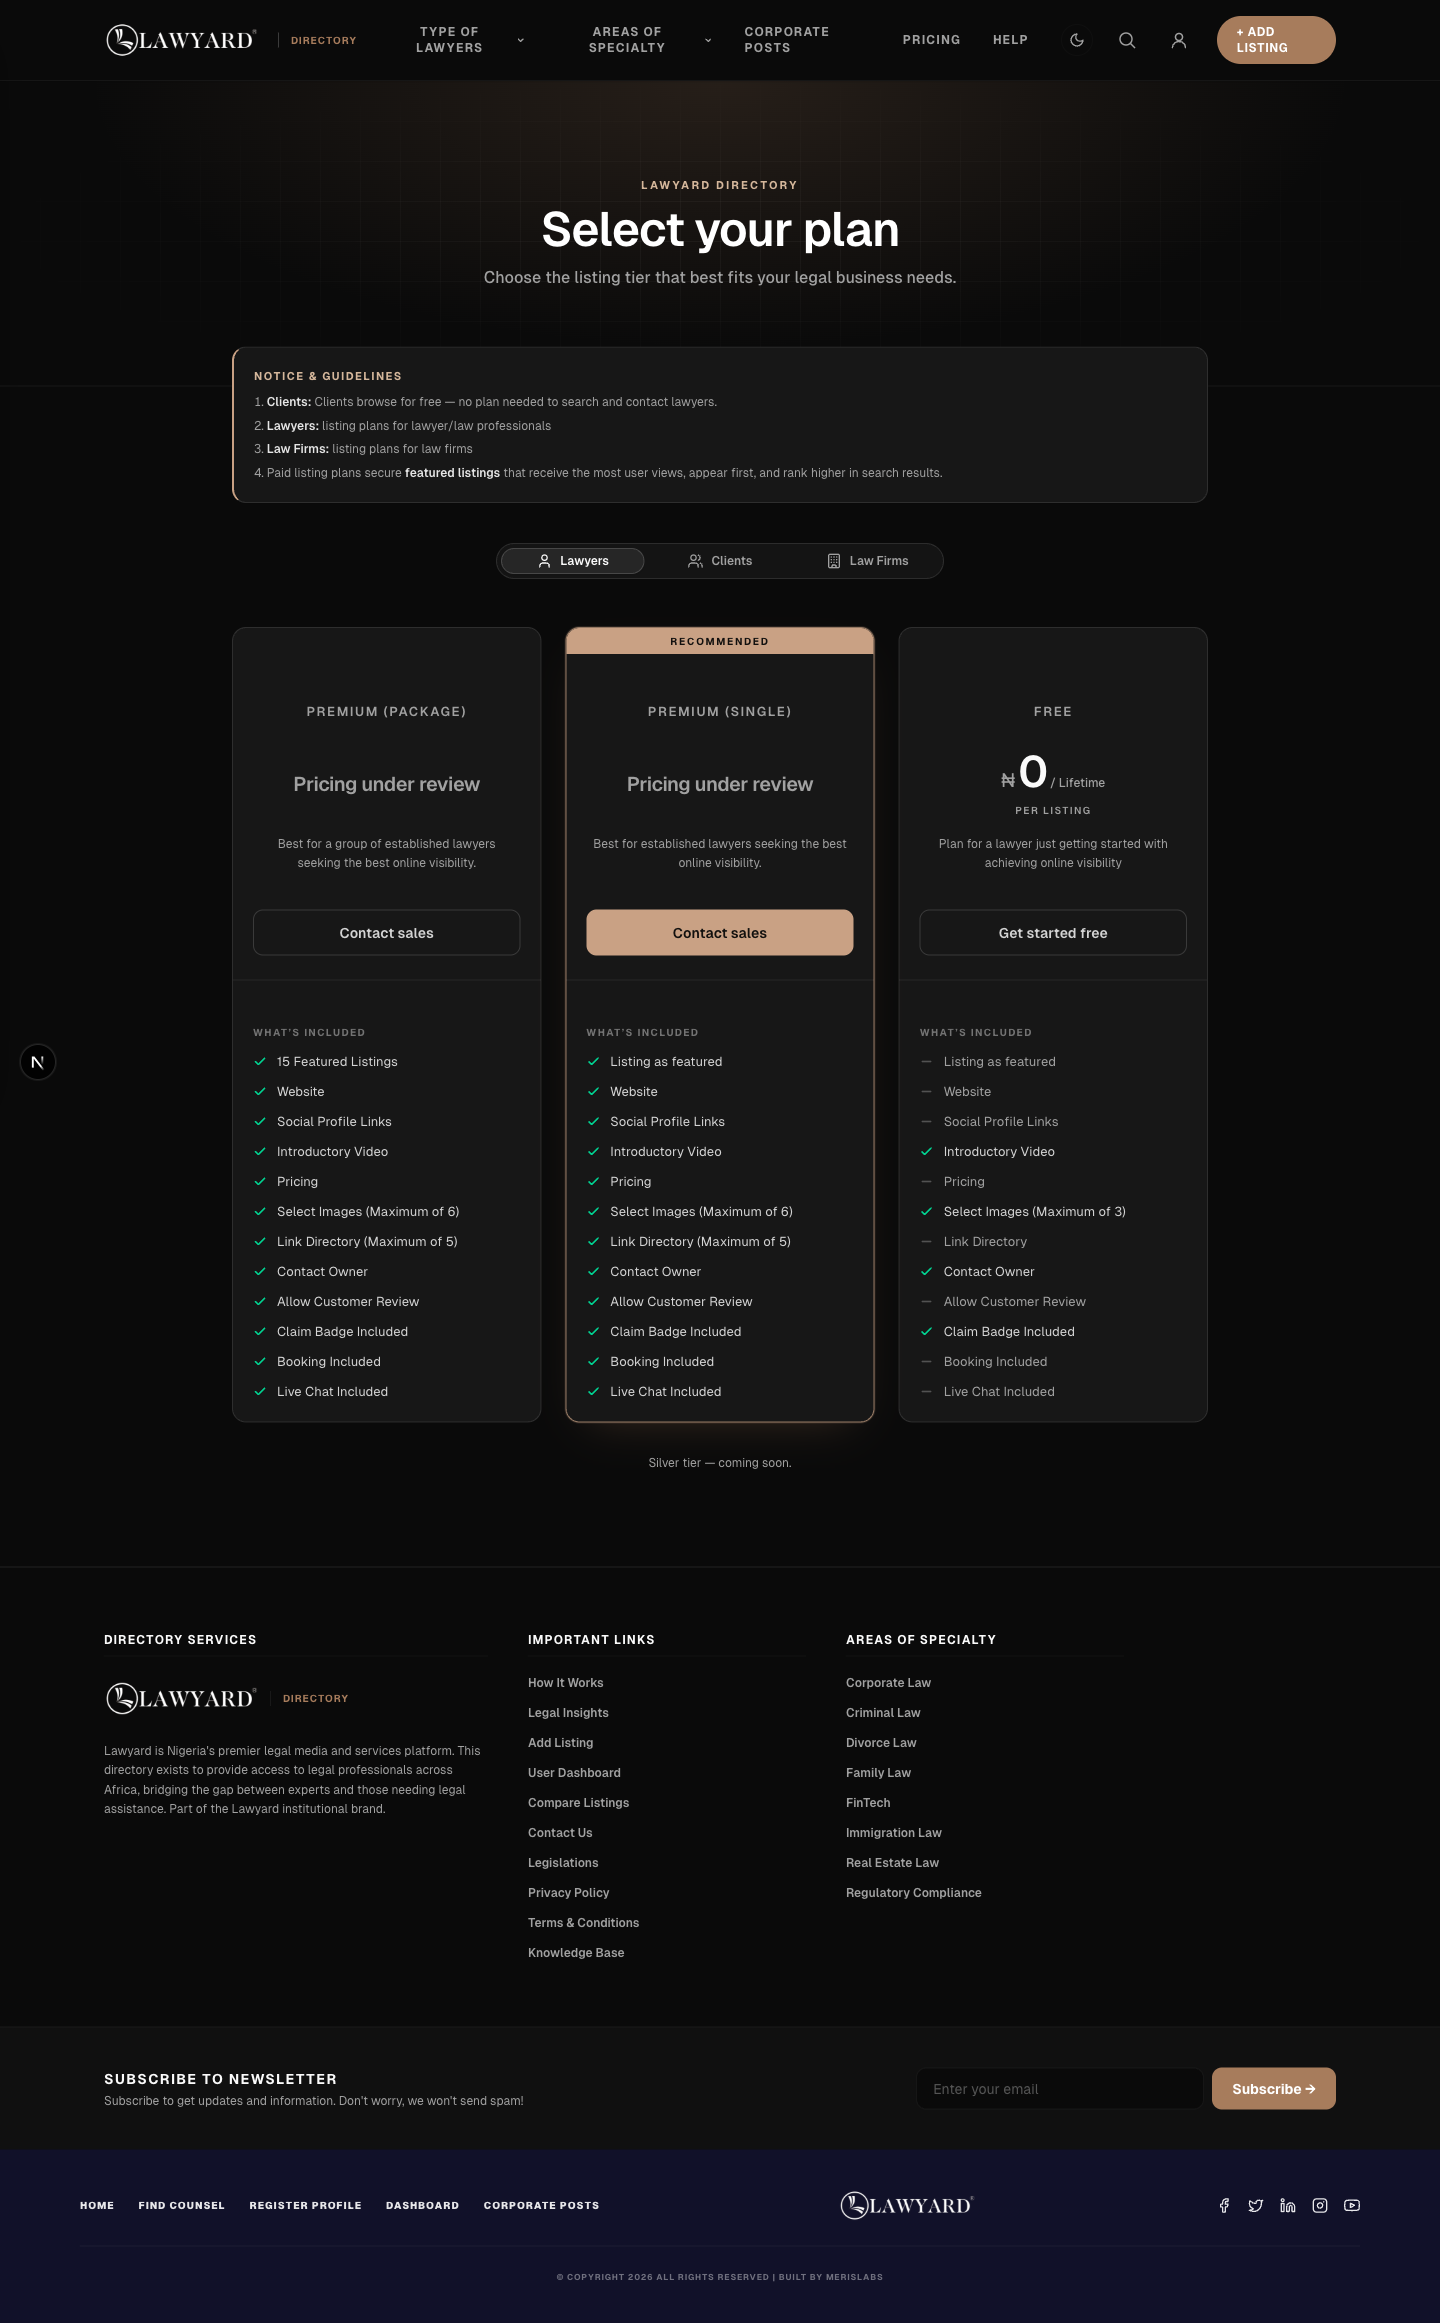 LAWYARD®
DIRECTORY
TYPE OF
LAWYERS
AREAS OF
SPECIALTY
CORPORATE
POSTS
PRICING
HELP
+ ADD
LISTING
LAWYARD DIRECTORY
Select your plan
Choose the listing tier that best fits your legal business needs.
NOTICE & GUIDELINES
1. Clients: Clients browse for free — no plan needed to search and contact lawyers.
2. Lawyers: listing plans for lawyer/law professionals
3. Law Firms: listing plans for law firms
4. Paid listing plans secure featured listings that receive the most user views, appear first, and rank higher in search results.
Lawyers
Clients
Law Firms
PREMIUM (PACKAGE)
Pricing under review
Best for a group of established lawyers
seeking the best online visibility.
Contact sales
WHAT'S INCLUDED
15 Featured Listings
Website
Social Profile Links
Introductory Video
Pricing
Select Images (Maximum of 6)
Link Directory (Maximum of 5)
Contact Owner
Allow Customer Review
Claim Badge Included
Booking Included
Live Chat Included
RECOMMENDED
PREMIUM (SINGLE)
Pricing under review
Best for established lawyers seeking the best
online visibility.
Contact sales
WHAT'S INCLUDED
Listing as featured
Website
Social Profile Links
Introductory Video
Pricing
Select Images (Maximum of 6)
Link Directory (Maximum of 5)
Contact Owner
Allow Customer Review
Claim Badge Included
Booking Included
Live Chat Included
FREE
₦0 / Lifetime
PER LISTING
Plan for a lawyer just getting started with
achieving online visibility
Get started free
WHAT'S INCLUDED
Listing as featured
Website
Social Profile Links
Introductory Video
Pricing
Select Images (Maximum of 3)
Link Directory
Contact Owner
Allow Customer Review
Claim Badge Included
Booking Included
Live Chat Included
N
Silver tier — coming soon.
DIRECTORY SERVICES
LAWYARD®
DIRECTORY
Lawyard is Nigeria's premier legal media and services platform. This
directory exists to provide access to legal professionals across
Africa, bridging the gap between experts and those needing legal
assistance. Part of the Lawyard institutional brand.
IMPORTANT LINKS
How It Works
Legal Insights
Add Listing
User Dashboard
Compare Listings
Contact Us
Legislations
Privacy Policy
Terms & Conditions
Knowledge Base
AREAS OF SPECIALTY
Corporate Law
Criminal Law
Divorce Law
Family Law
FinTech
Immigration Law
Real Estate Law
Regulatory Compliance
SUBSCRIBE TO NEWSLETTER
Subscribe to get updates and information. Don't worry, we won't send spam!
Enter your email
Subscribe →
HOME
FIND COUNSEL
REGISTER PROFILE
DASHBOARD
CORPORATE POSTS
LAWYARD®
© COPYRIGHT 2026 ALL RIGHTS RESERVED | BUILT BY MERISLABS